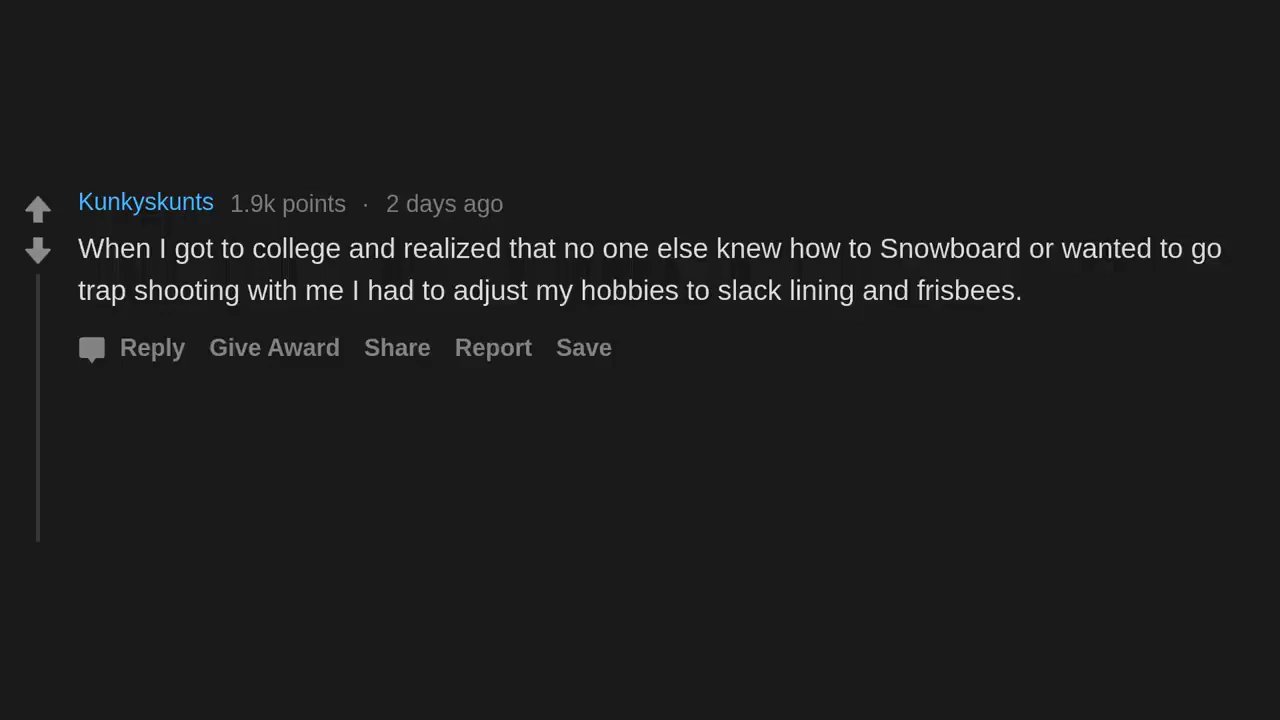 Kunkyskunts 1.9k points · 2 days ago
When I got to college and realized that no one else knew how to Snowboard or wanted to go
trap shooting with me I had to adjust my hobbies to slack lining and frisbees.
Reply Give Award Share Report Save